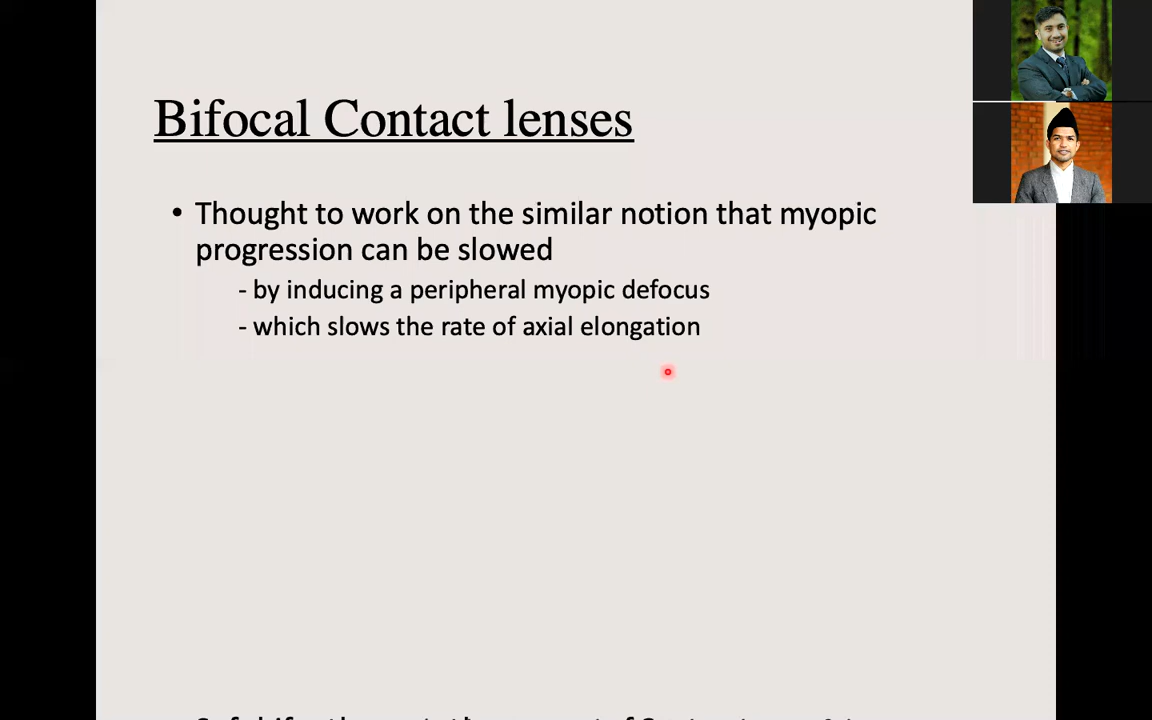 Bifocal Contact lenses
• Thought to work on the similar notion that myopic
progression can be slowed
- by inducing a peripheral myopic defocus
- which slows the rate of axial elongation